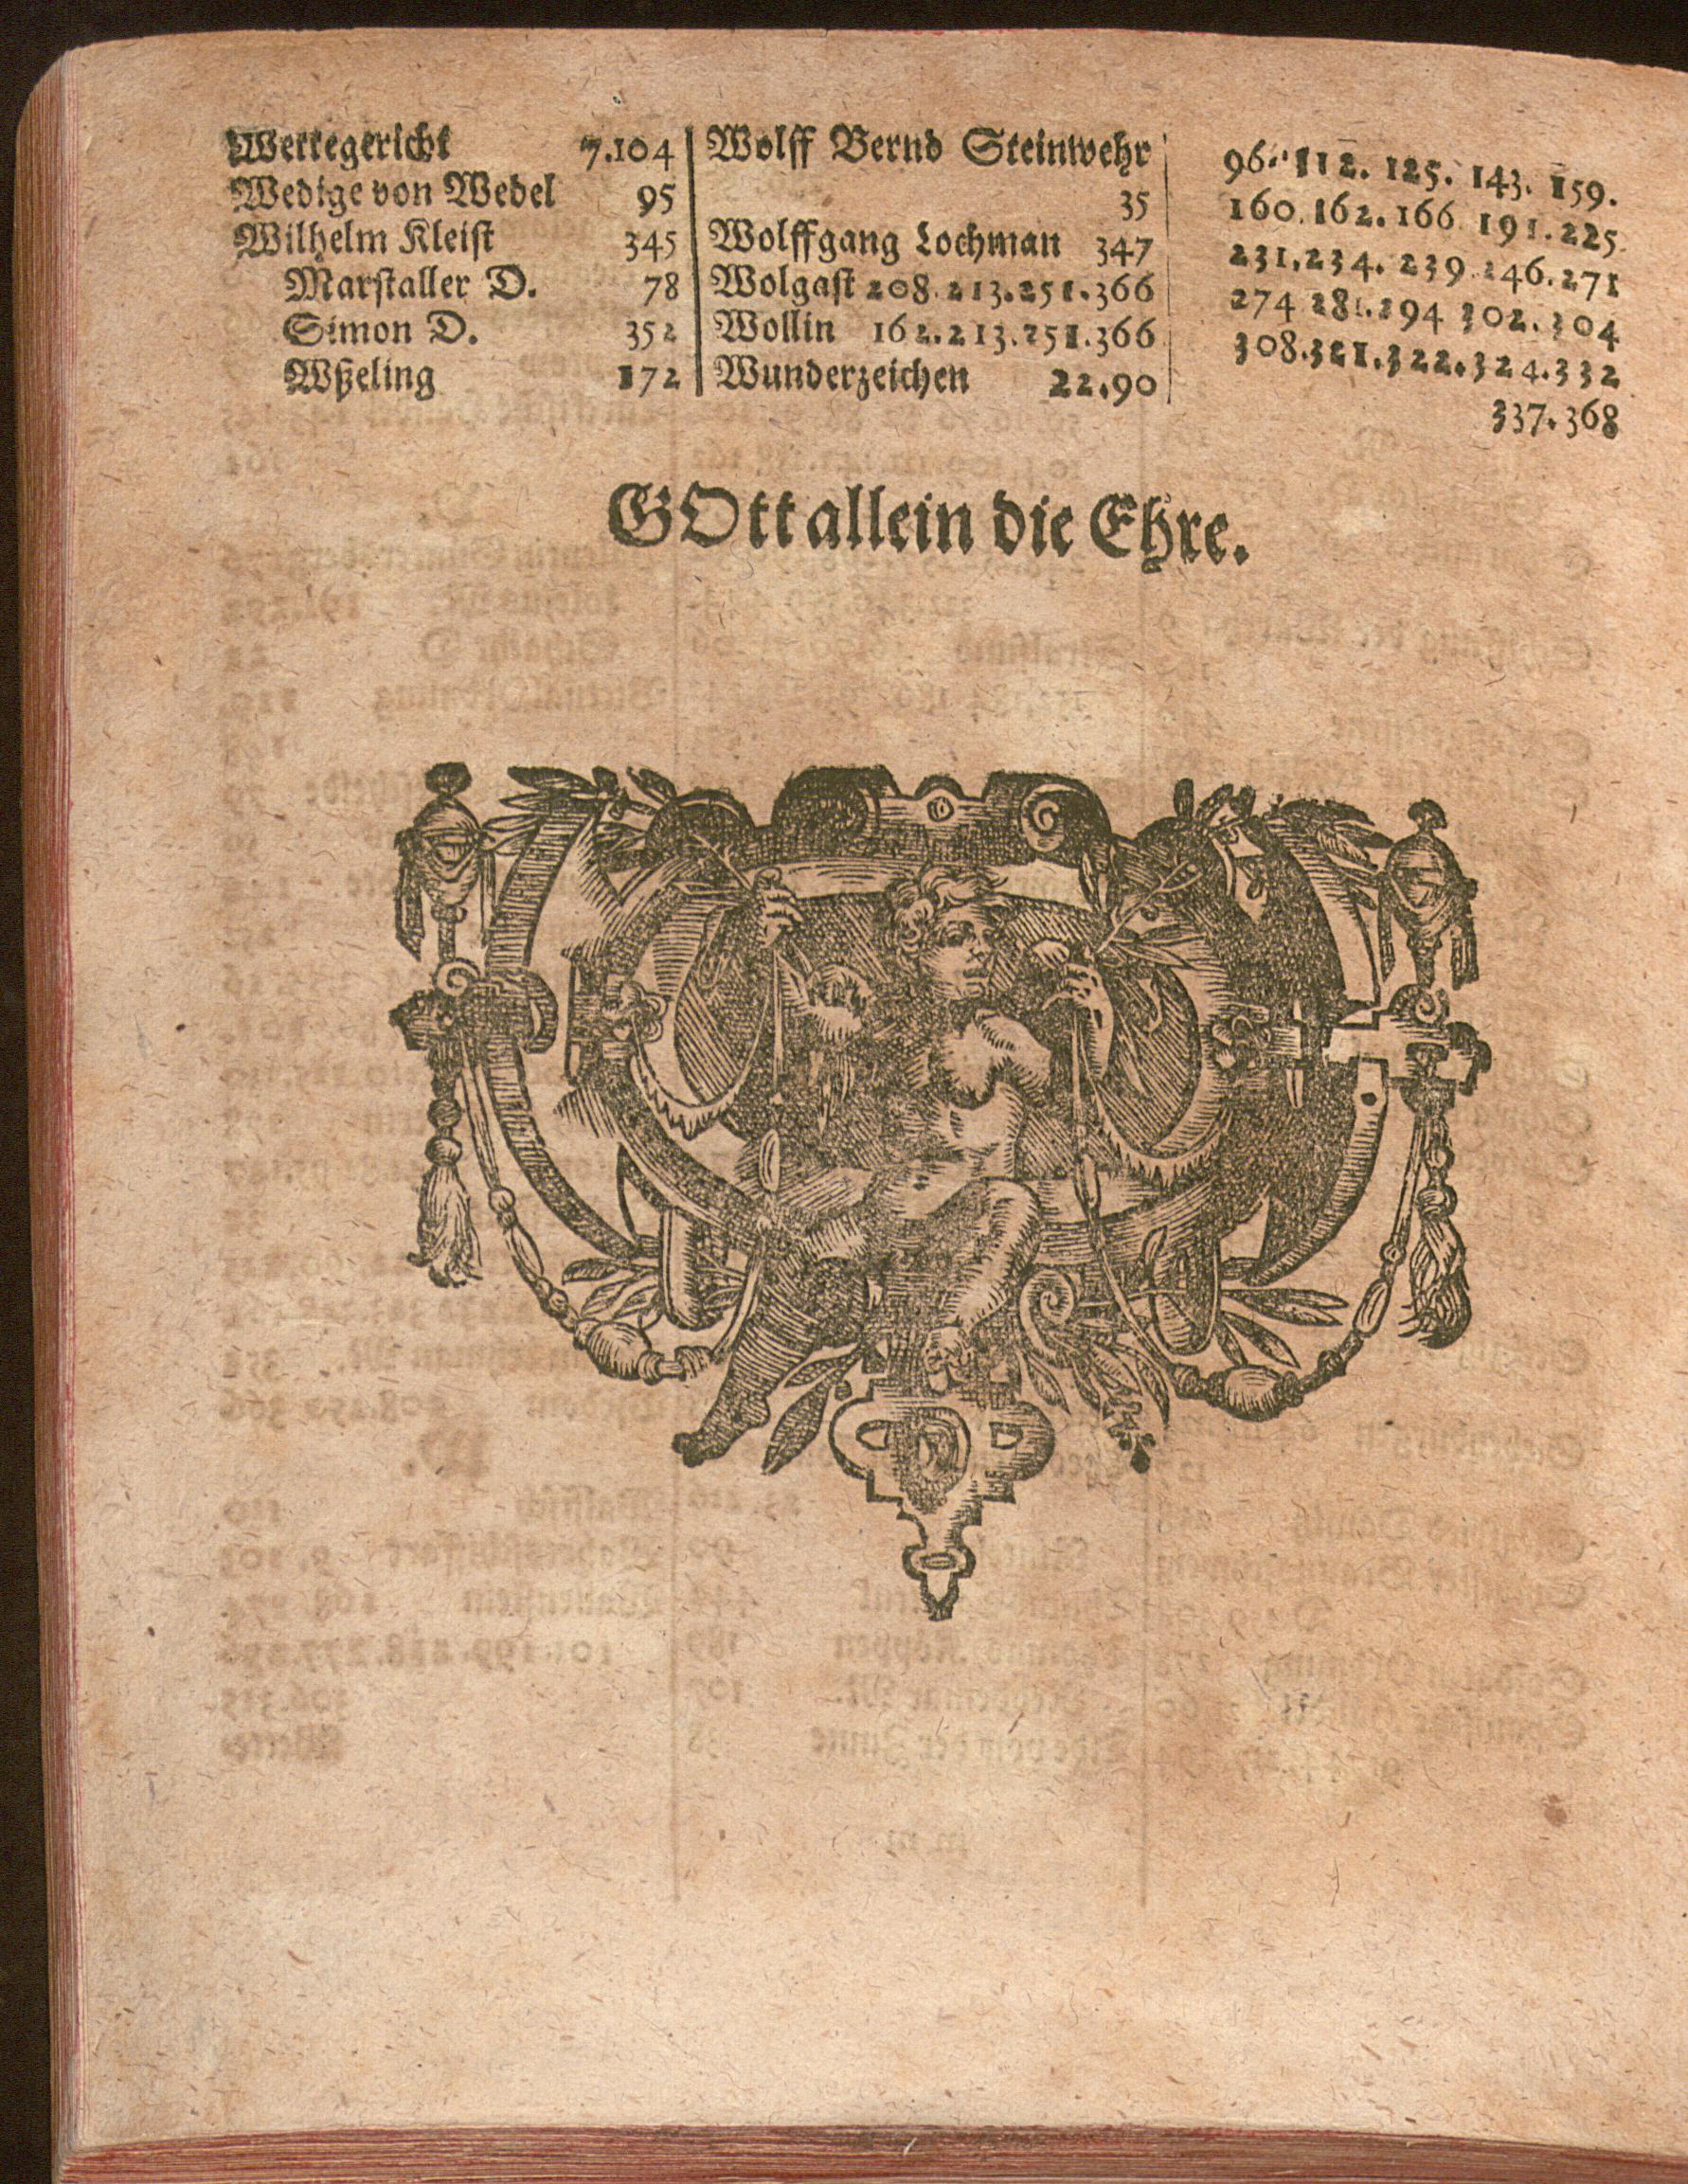 Wettegericht 7.104
Wedige von Wedel 95
Wilhelm Kleist 345
Marstaller D. 78
Simon D. 352
Wßeling 172
Wolff Bernd Steinwehr
35
Wolffgang Lochman 347
Wolgast 208.213.251.366
Wollin 162.213.251.366
Wunderzeichen 22.90
96. 112. 125. 143. 159.
160.162.166 191.225.
231.234. 239.246.271
274 281.294 302.304
308.321.322.324.332
337.368
GOtt allein die Ehre.